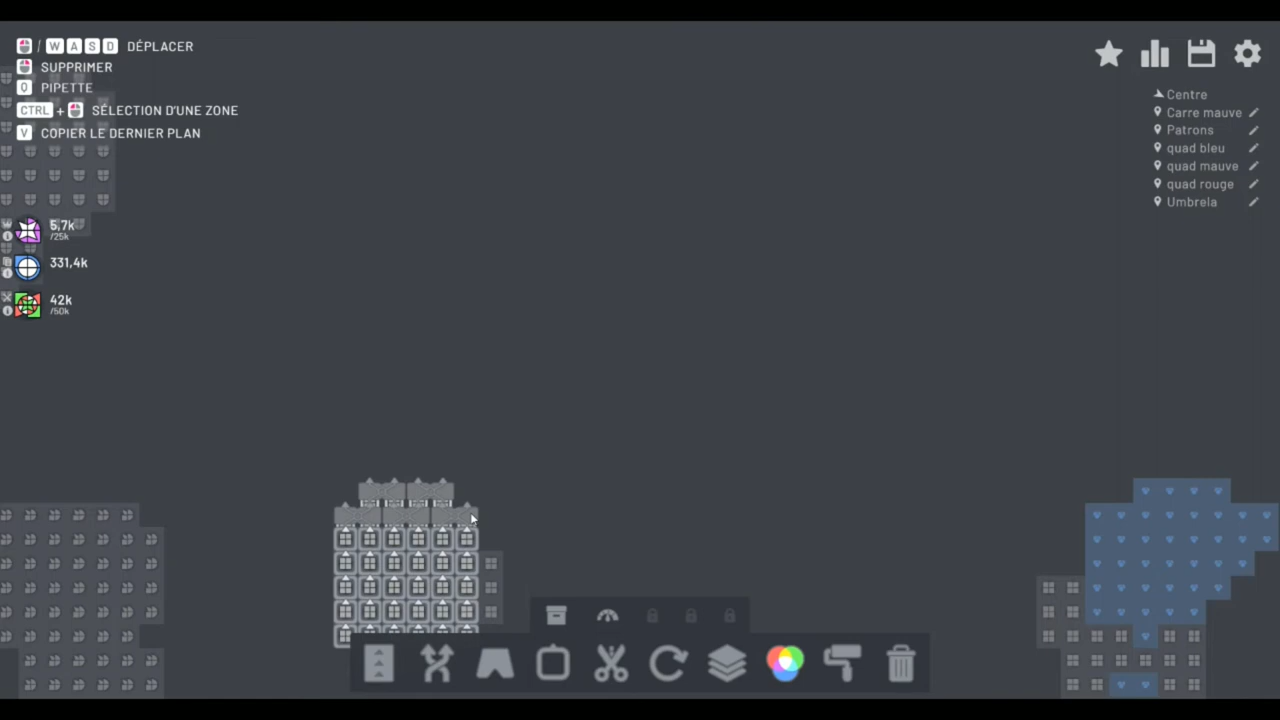 / W A S D DÉPLACER
SUPPRIMER
Q PIPETTE
CTRL + SÉLECTION D'UNE ZONE
V COPIER LE DERNIER PLAN
5,7k
/25k
331,4k
42k
/50k
Centre
Carre mauve
Patrons
quad bleu
quad mauve
quad rouge
Umbrela